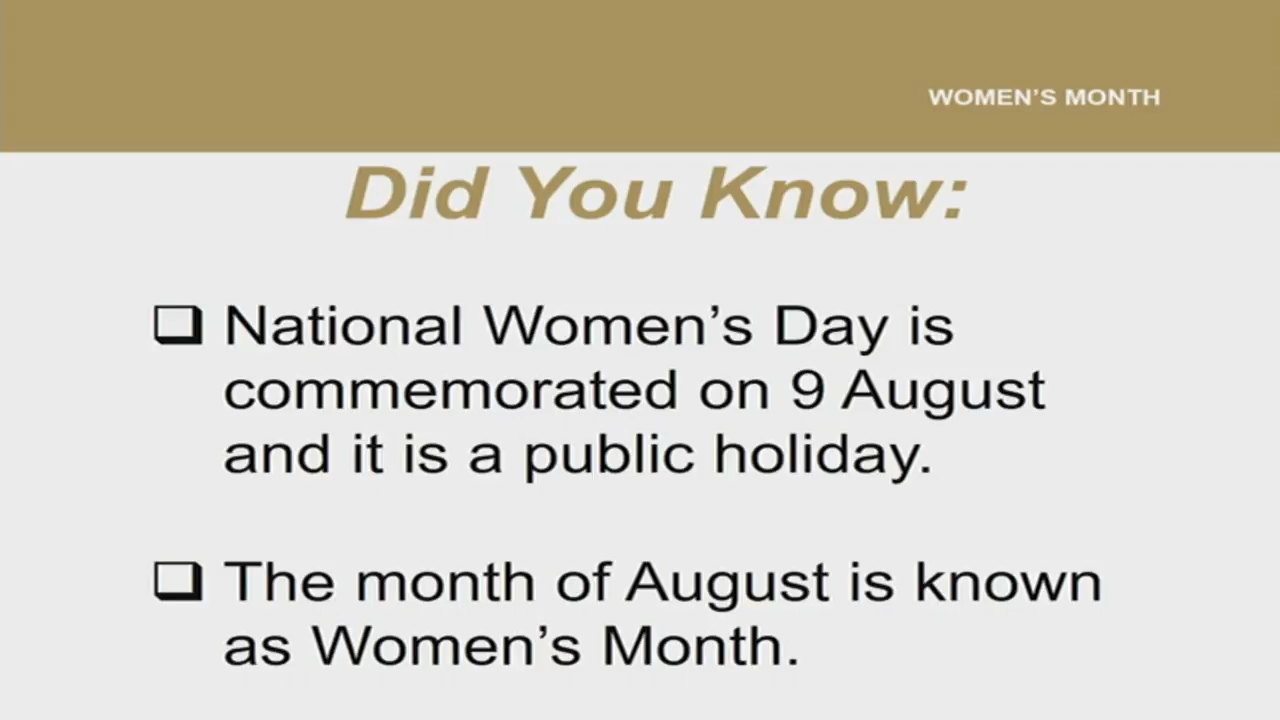 WOMEN'S MONTH
Did You Know:
❑ National Women’s Day is
commemorated on 9 August
and it is a public holiday.
❑ The month of August is known
as Women’s Month.